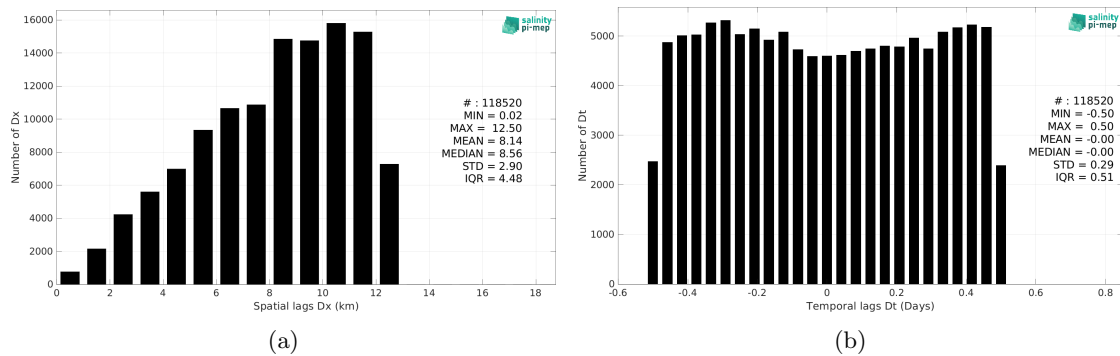 16000
14000
12000
10000
8000
6000
4000
2000
0
Number of Dx
salinity
pi-mep
# : 118520
MIN = 0.02
MAX = 12.50
MEAN = 8.14
MEDIAN = 8.56
STD = 2.90
IQR = 4.48
0 2 4 6 8 10 12 14 16 18
Spatial lags Dx (km)
(a)
5000
4000
3000
2000
1000
0
Number of Dt
salinity
pi-mep
# : 118520
MIN = -0.50
MAX = 0.50
MEAN = -0.00
MEDIAN = -0.00
STD = 0.29
IQR = 0.51
-0.6 -0.4 -0.2 0 0.2 0.4 0.6 0.8
Temporal lags Dt (Days)
(b)